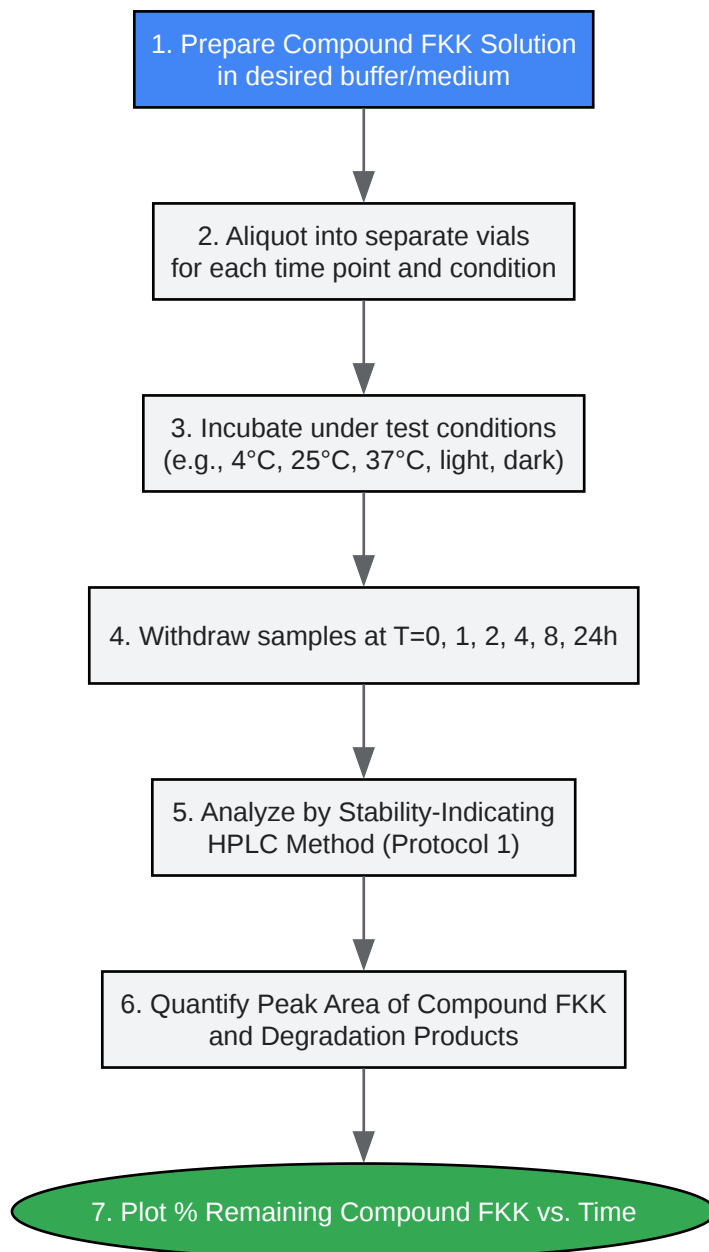 1. Prepare Compound FKK Solution
in desired buffer/medium
2. Aliquot into separate vials
for each time point and condition
3. Incubate under test conditions
(e.g., 4°C, 25°C, 37°C, light, dark)
4. Withdraw samples at T=0, 1, 2, 4, 8, 24h
5. Analyze by Stability-Indicating
HPLC Method (Protocol 1)
6. Quantify Peak Area of Compound FKK
and Degradation Products
7. Plot % Remaining Compound FKK vs. Time